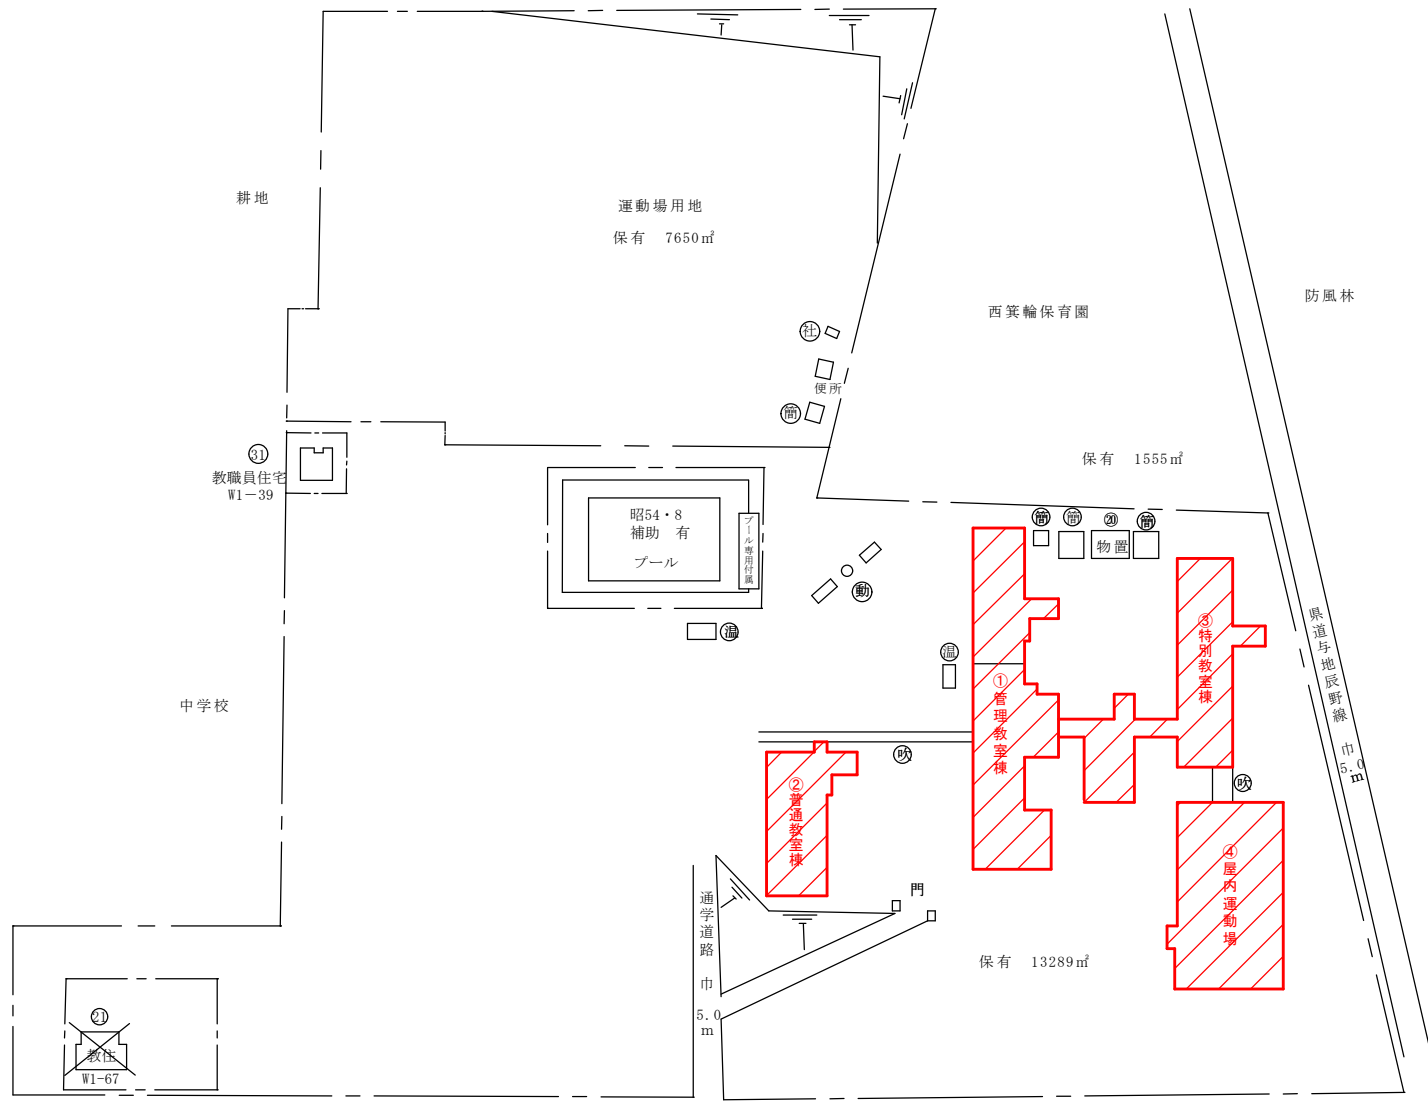 耕地
運動場用地
保有 7650㎡
防風林
西箕輪保育園
社
便所
簡
31
教職員住宅
W1-39
保有 1555㎡
昭54・8
補助 有
プール
プール専用付属
簡
簡
⑳
簡
物置
動
温
温
③特別教室棟
県道与地辰野線 巾5.0m
中学校
①管理教室棟
吹
吹
②普通教室棟
④屋内運動場
門
通学道路 巾5.0m
保有 13289㎡
21
教住
W1-67